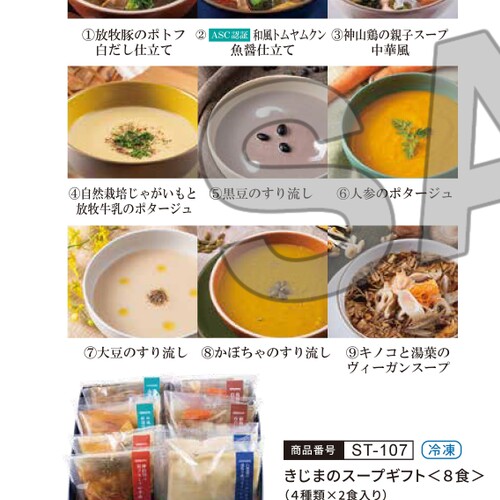 ①放牧豚のポトフ
白だし仕立て
② ASC認証 和風トムヤムクン
魚醤仕立て
③神山鶏の親子スープ
中華風
④自然栽培じゃがいもと
放牧牛乳のポタージュ
⑤黒豆のすり流し
⑥人参のポタージュ
⑦大豆のすり流し
⑧かぼちゃのすり流し
⑨キノコと湯葉の
ヴィーガンスープ
商品番号 ST-107 冷凍
きじまのスープギフト<8食>
(4種類×2食入り)
SA